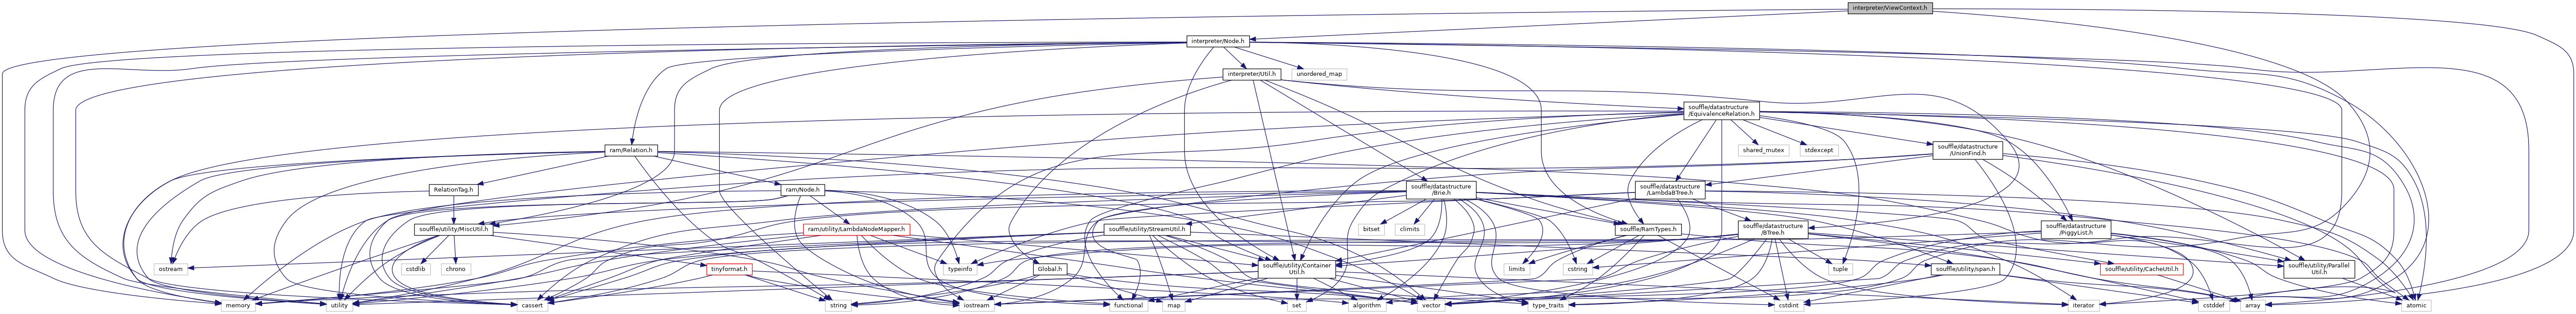 interpreter/ViewContext.h
interpreter/Node.h
interpreter/Util.h
unordered_map
souffle/datastructure
/EquivalenceRelation.h
ram/Relation.h
shared_mutex
stdexcept
souffle/datastructure
/UnionFind.h
RelationTag.h
ram/Node.h
souffle/datastructure
/Brie.h
souffle/datastructure
/LambdaBTree.h
souffle/utility/MiscUtil.h
ram/utility/LambdaNodeMapper.h
souffle/utility/StreamUtil.h
bitset
climits
souffle/RamTypes.h
souffle/datastructure
/BTree.h
souffle/datastructure
/PiggyList.h
ostream
cstdlib
chrono
tinyformat.h
typeinfo
Global.h
souffle/utility/Container
Util.h
limits
cstring
tuple
souffle/utility/span.h
souffle/utility/CacheUtil.h
souffle/utility/Parallel
Util.h
memory
utility
cassert
string
iostream
functional
map
set
algorithm
vector
type_traits
cstdint
iterator
cstddef
array
atomic